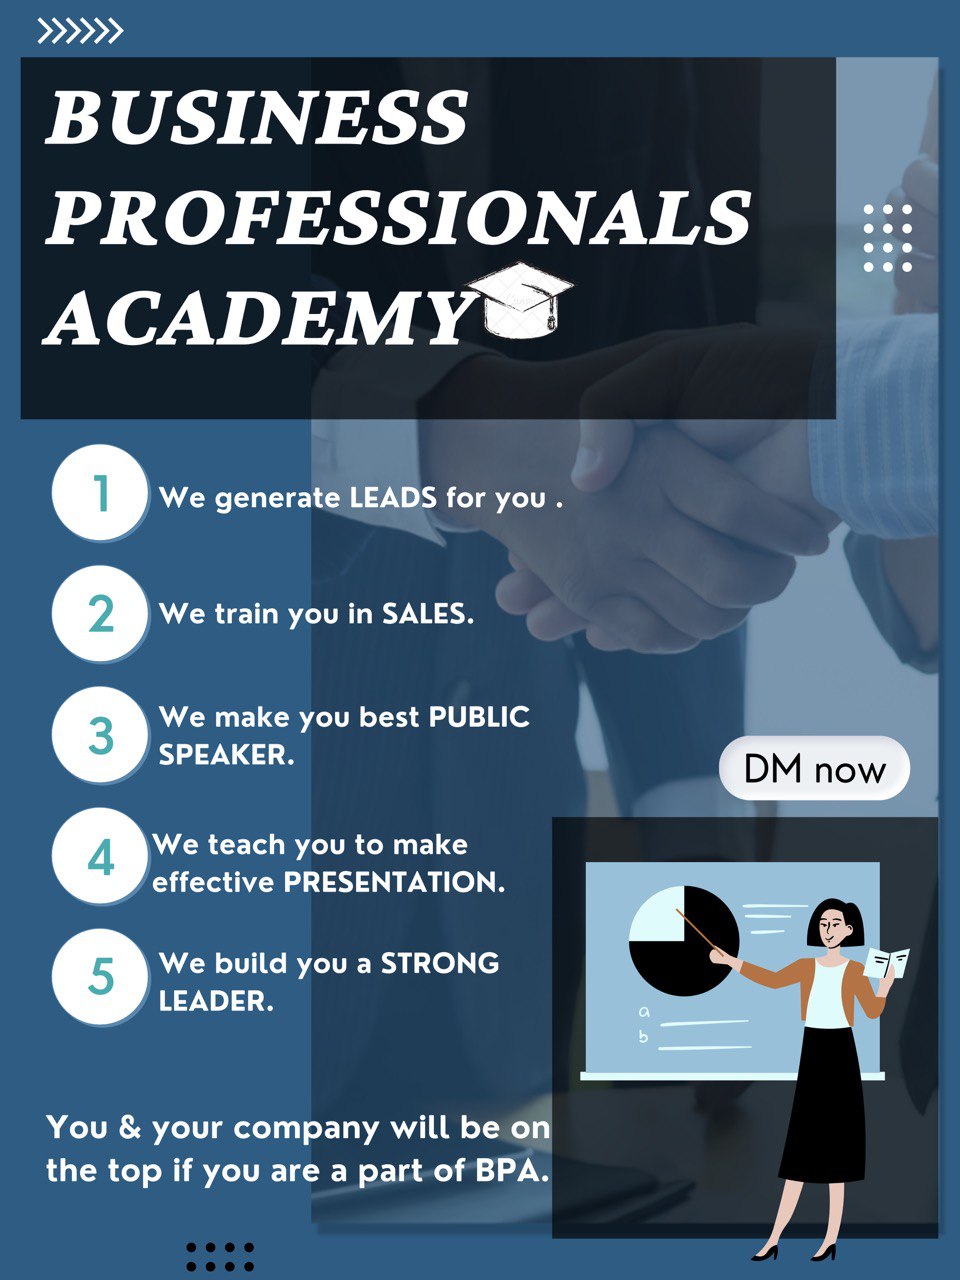 BUSINESS
PROFESSIONALS
ACADEMY
1
We generate LEADS for you .
2
We train you in SALES.
3
We make you best PUBLIC
SPEAKER.
4
We teach you to make
effective PRESENTATION.
5
We build you a STRONG
LEADER.
DM now
a
b
You & your company will be on
the top if you are a part of BPA.